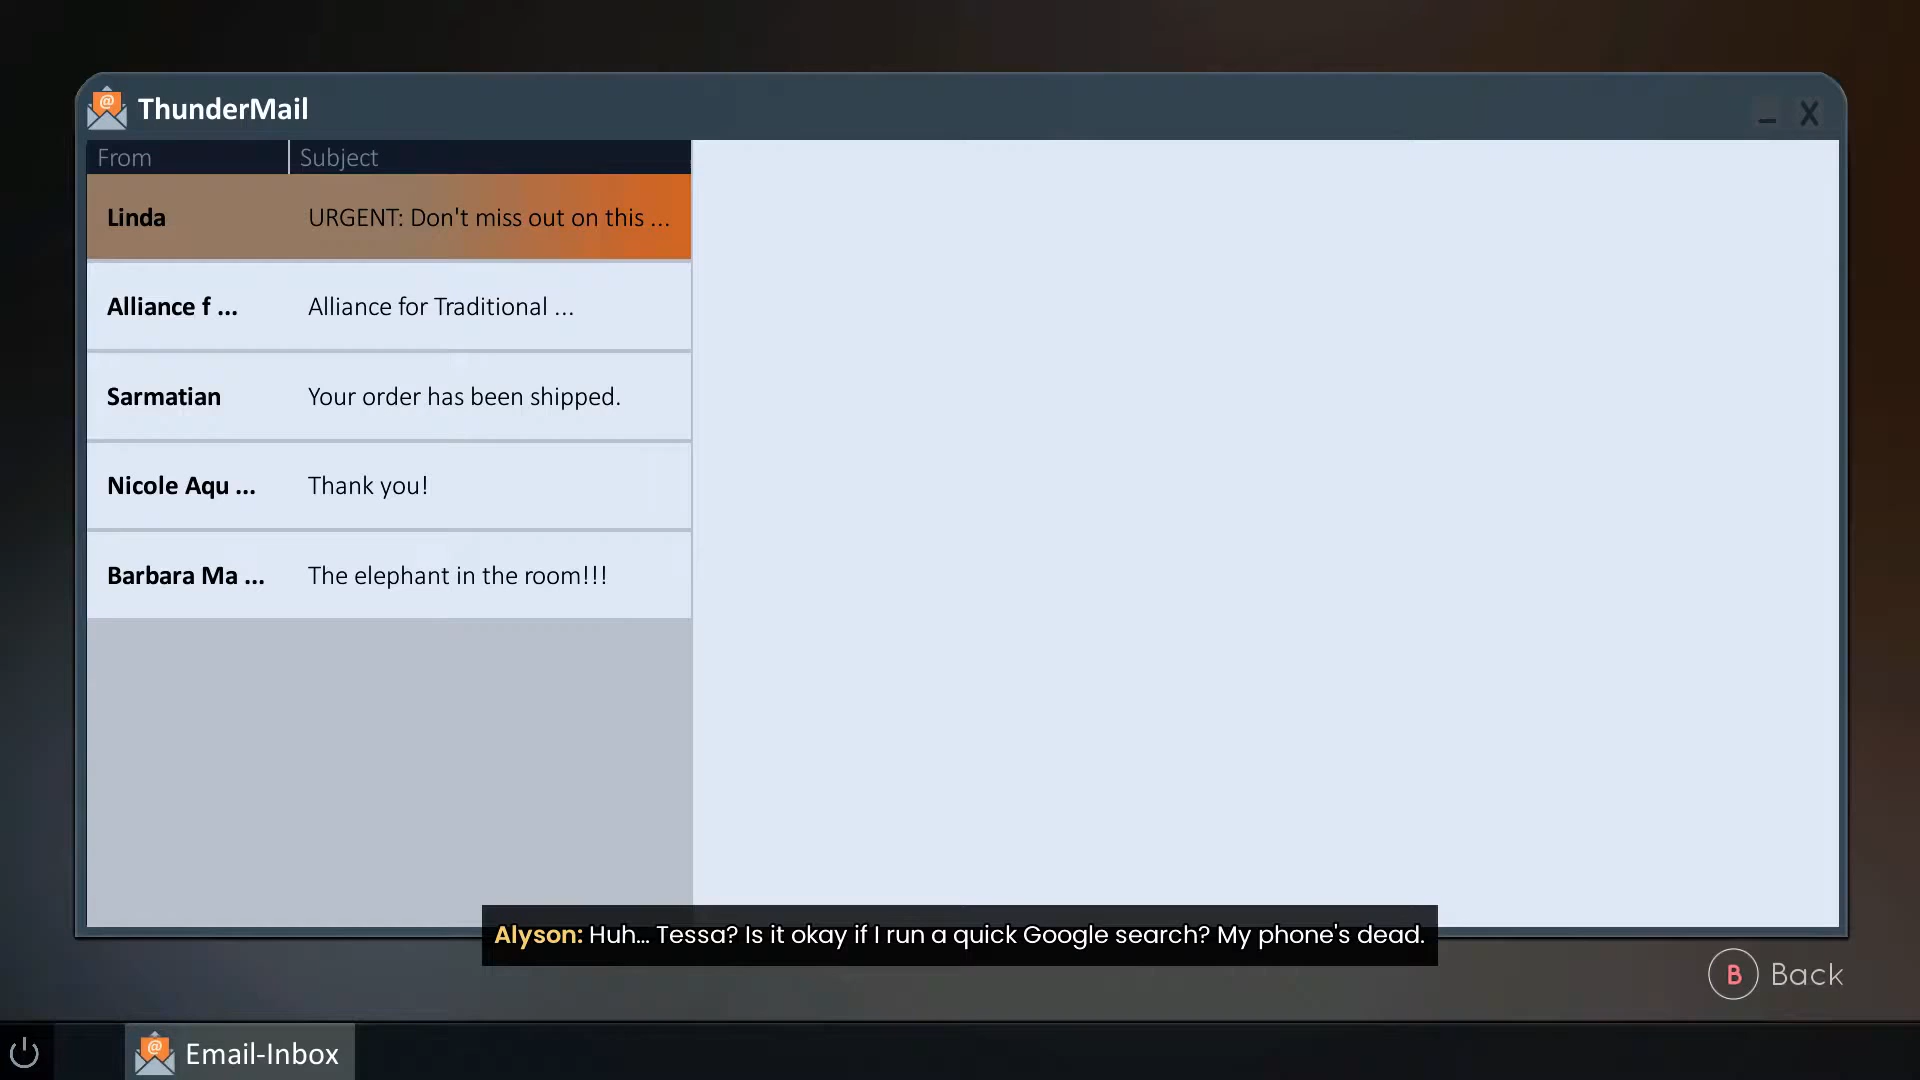 ThunderMail
_ X
From Subject
Linda URGENT: Don't miss out on this ...
Alliance f ... Alliance for Traditional ...
Sarmatian Your order has been shipped.
Nicole Aqu ... Thank you!
Barbara Ma ... The elephant in the room!!!
Alyson: Huh... Tessa? Is it okay if I run a quick Google search? My phone's dead.
B Back
@ Email-Inbox